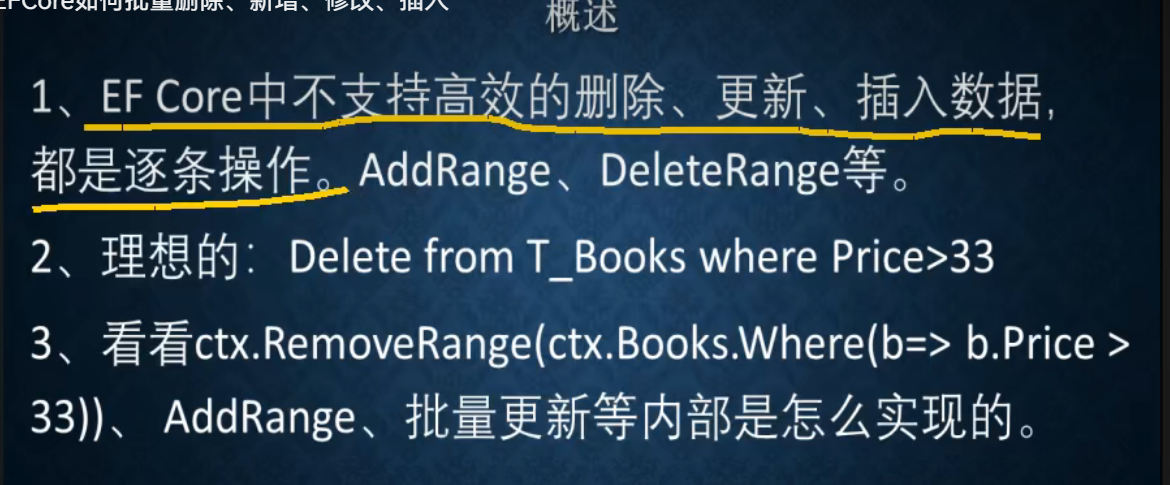 EFCore如何批量删除、新增、修改、插入
概述
1、EF Core中不支持高效的删除、更新、插入数据,
都是逐条操作。AddRange、DeleteRange等。
2、理想的：Delete from T_Books where Price>33
3、看看ctx.RemoveRange(ctx.Books.Where(b=> b.Price >
33))、 AddRange、批量更新等内部是怎么实现的。